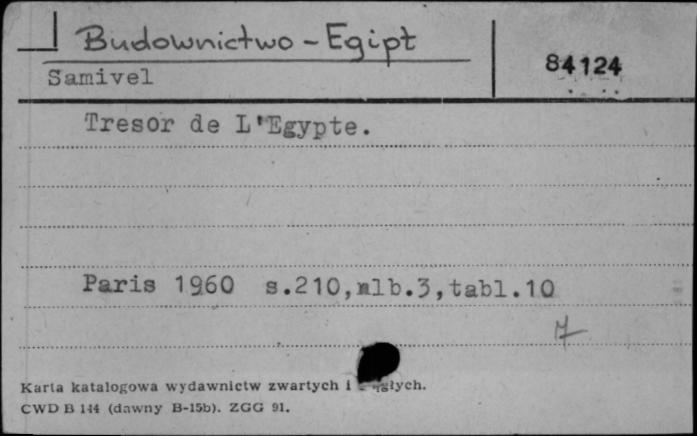 Budownictwo - Egipt
84124
Samivel
Tresor de L'Egypte.
Paris 1960 s.210,nlb.3,tabl.10
Karta katalogowa wydawnictw zwartych i
CWD B 144 (dawny B-15b). ZGG 91.